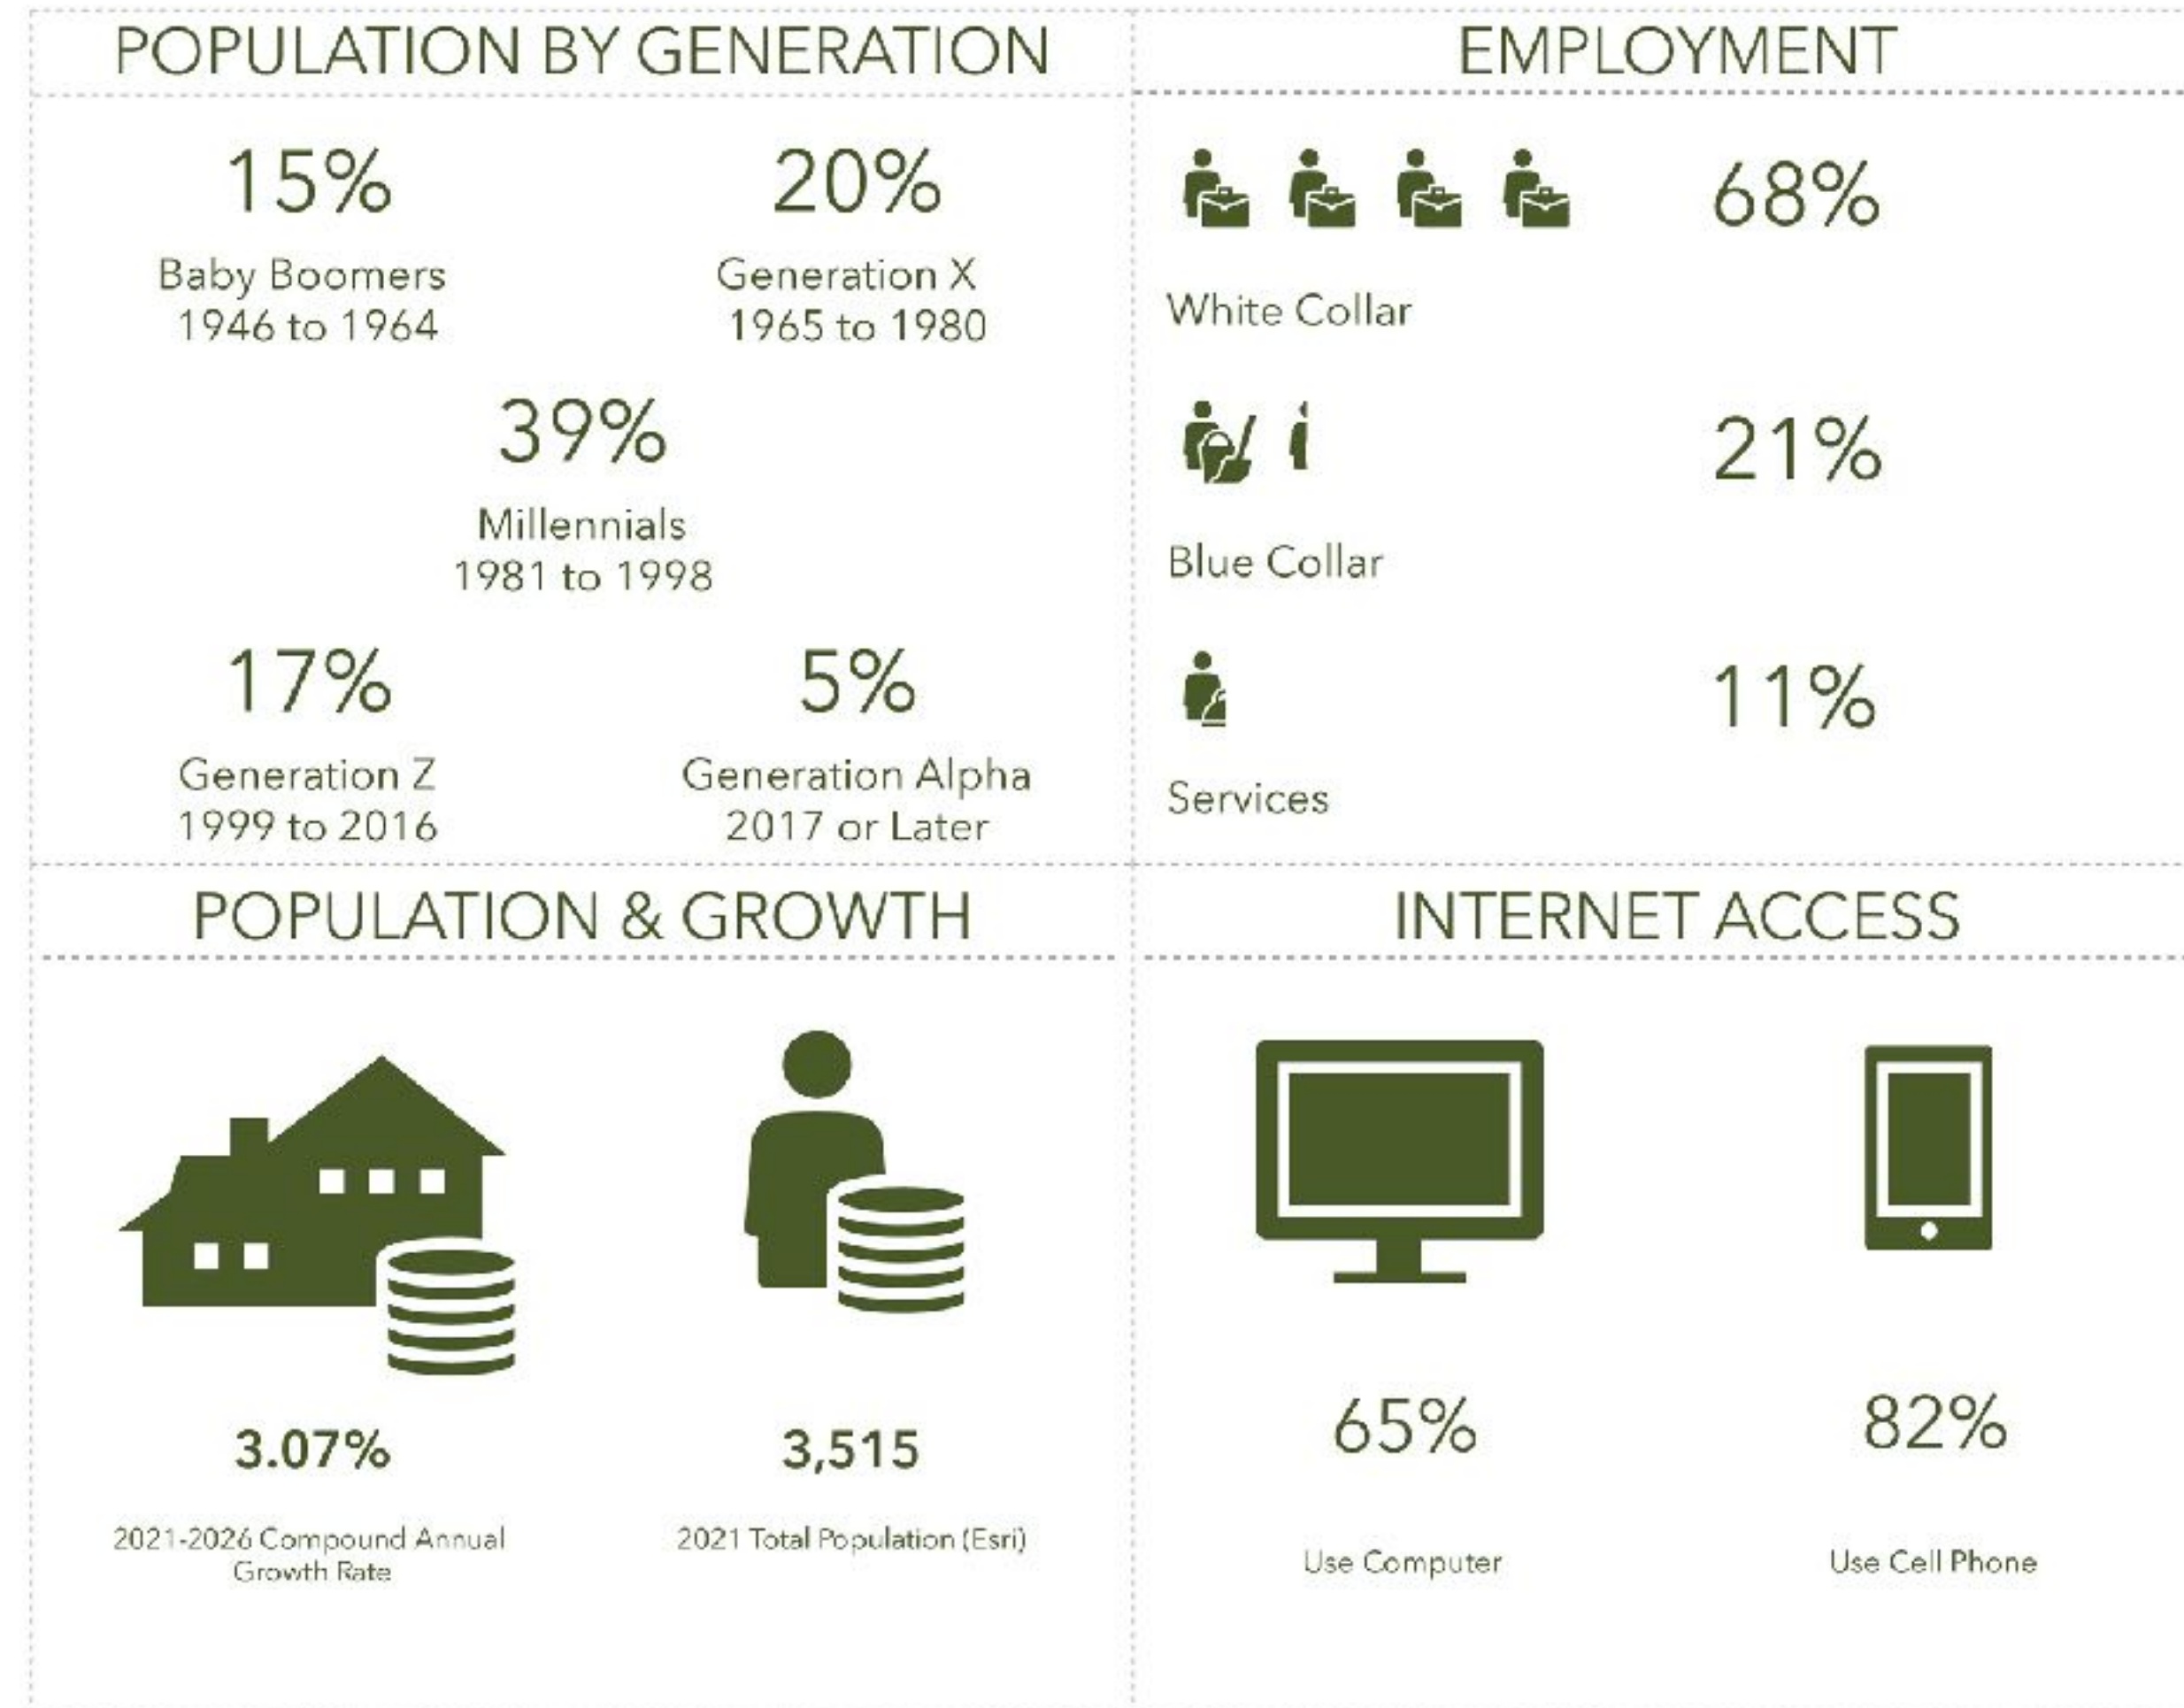 POPULATION BY GENERATION
15%
Baby Boomers
1946 to 1964
20%
Generation X
1965 to 1980
39%
Millennials
1981 to 1998
17%
Generation Z
1999 to 2016
5%
Generation Alpha
2017 or Later
EMPLOYMENT
68%
White Collar
21%
Blue Collar
11%
Services
POPULATION & GROWTH
3.07%
2021-2026 Compound Annual
Growth Rate
3,515
2021 Total Population (Esri)
INTERNET ACCESS
65%
Use Computer
82%
Use Cell Phone